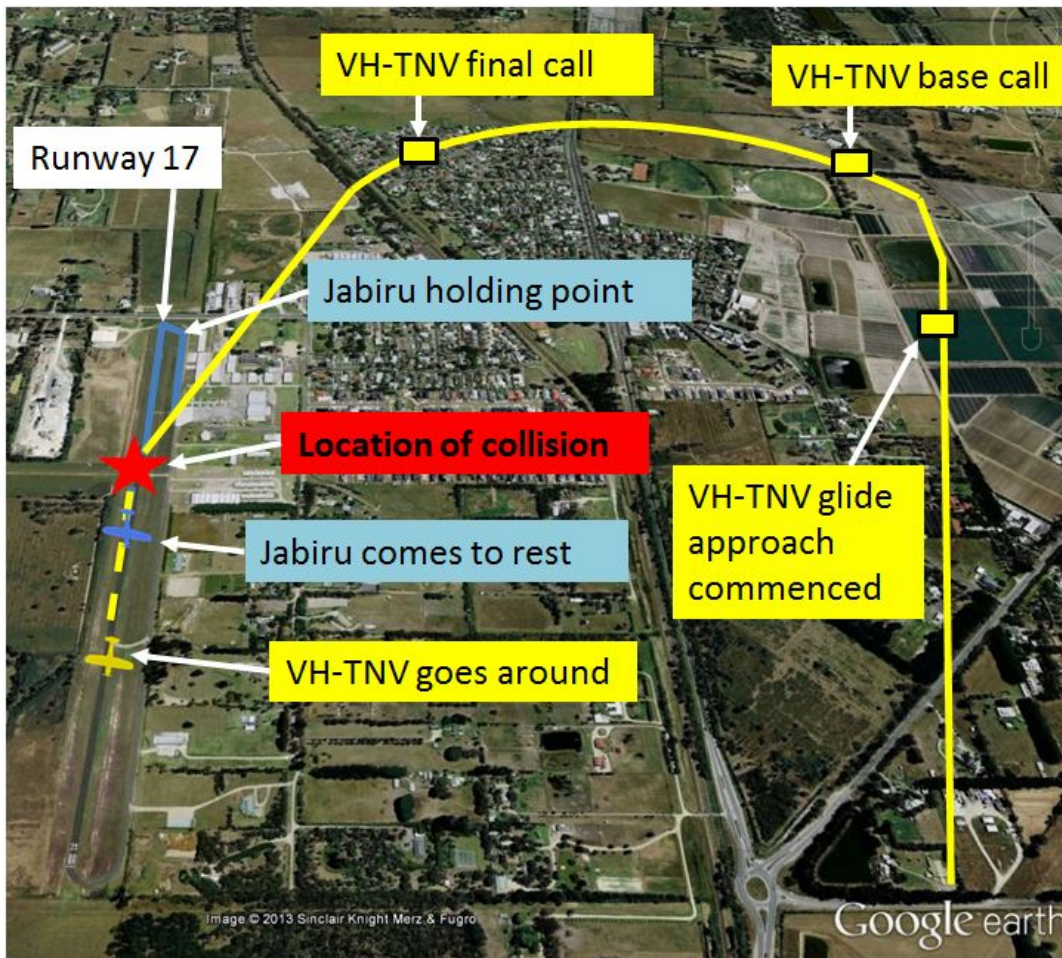 VH-TNV final call
VH-TNV base call
Runway 17
Jabiru holding point
Location of collision
VH-TNV glide
approach
commenced
Jabiru comes to rest
VH-TNV goes around
Image © 2013 Sinclair Knight Merz & Fugro
Google earth